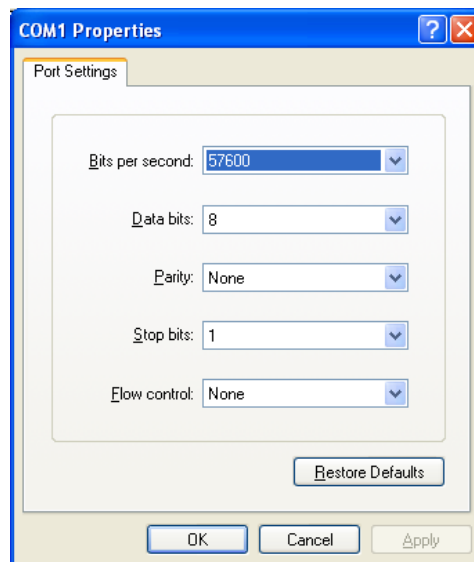 COM1 Properties
Port Settings
Bits per second: 57600
Data bits: 8
Parity: None
Stop bits: 1
Flow control: None
Restore Defaults
OK Cancel Apply